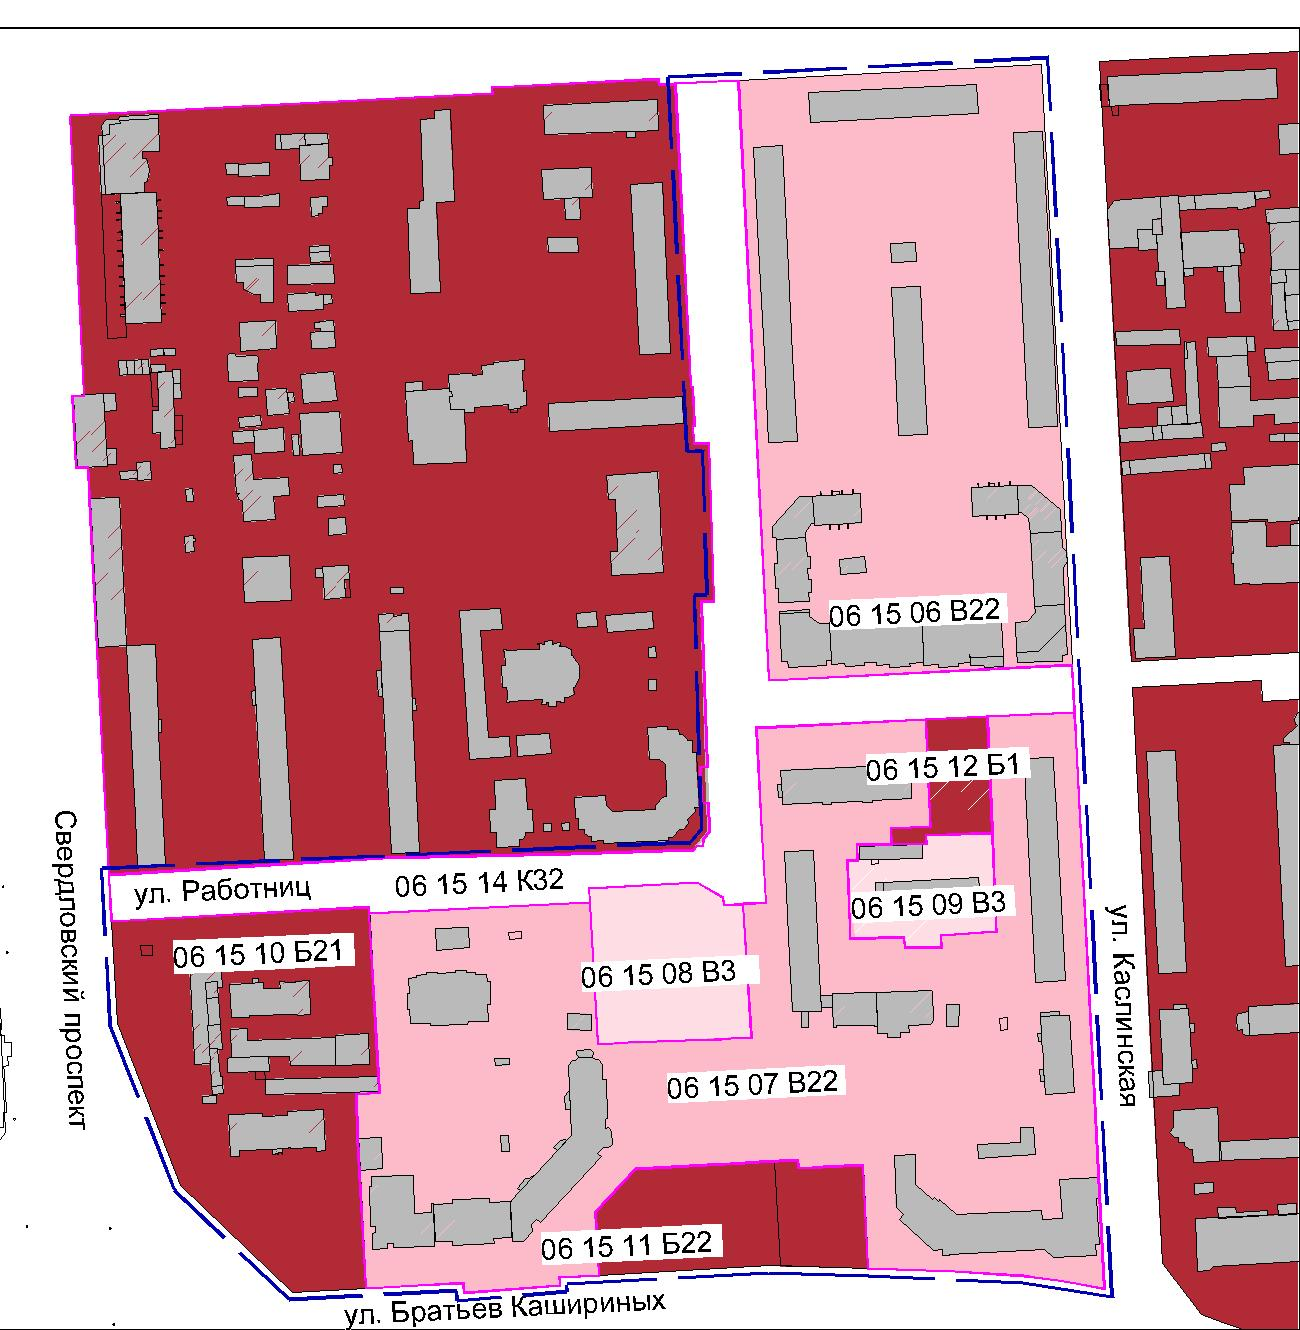 06 15 06 В22
06 15 12 Б1
Свердловский проспект
ул. Работниц
06 15 14 К32
06 15 09 В3
ул. Каслинская
06 15 10 Б21
06 15 08 В3
06 15 07 В22
06 15 11 Б22
ул. Братьев Кашириных